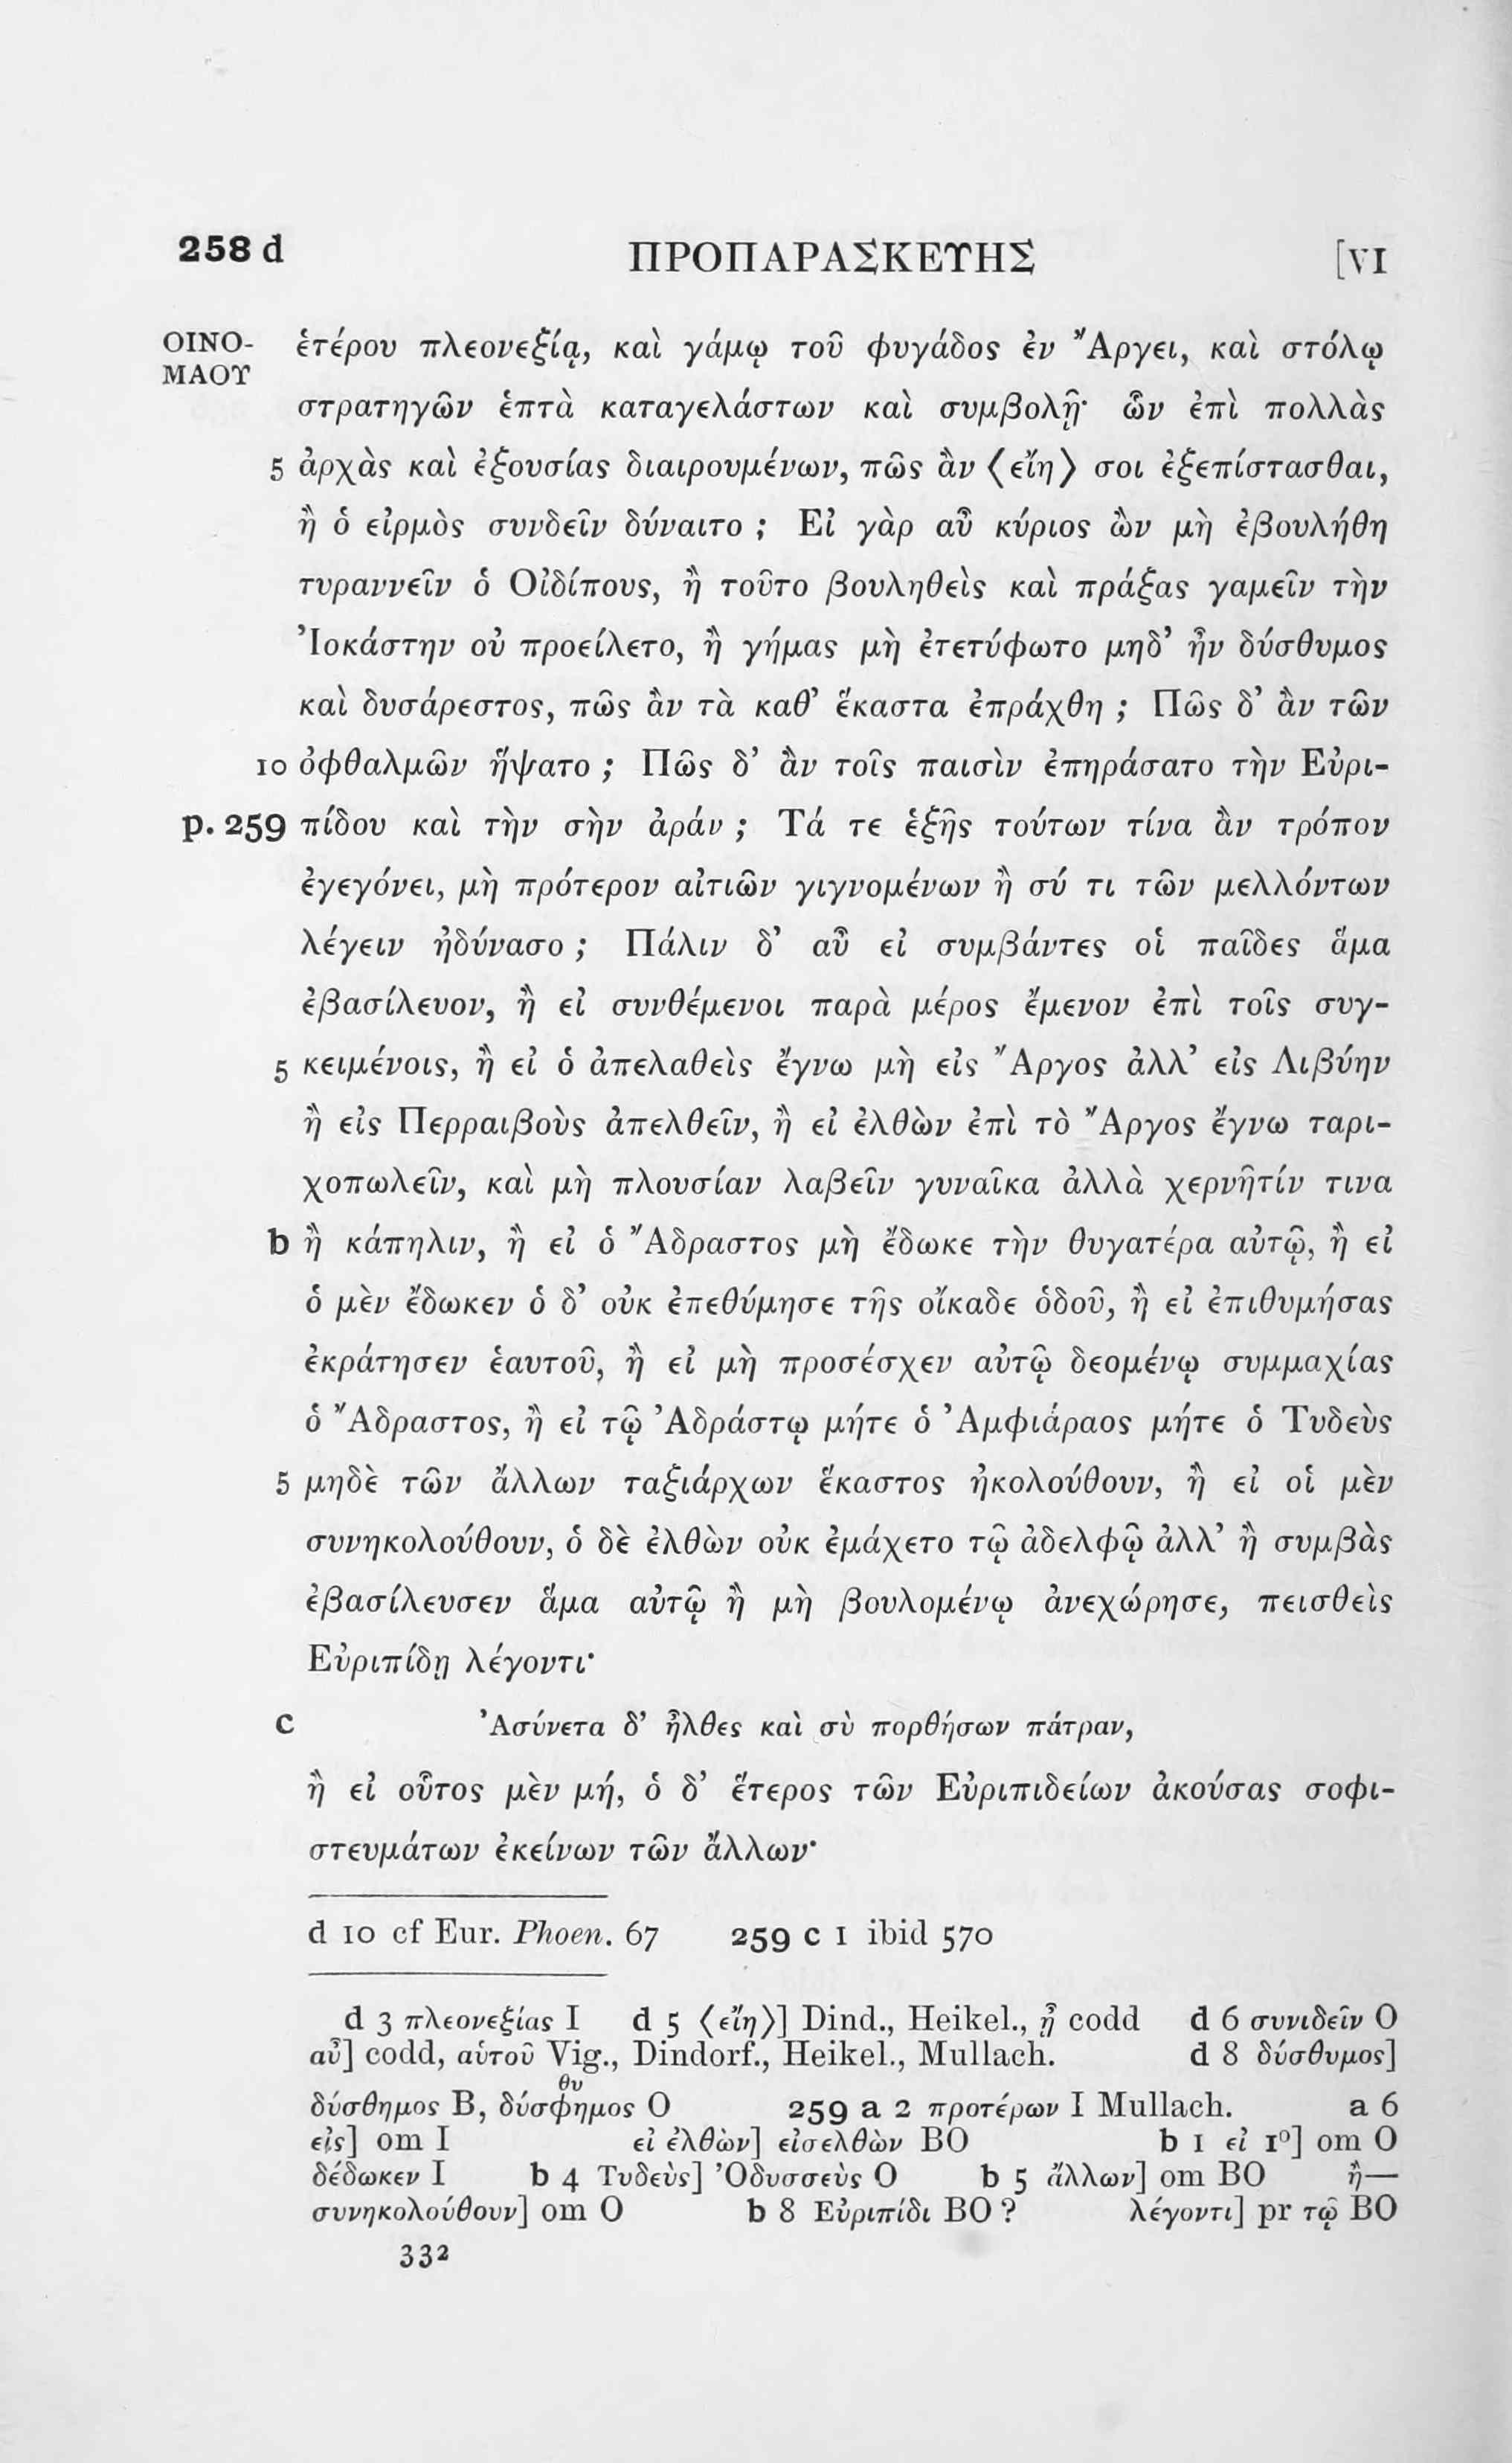 258 d ΠΡΟΠΑΡΑΣΚΕΥΗΣ [VI
ΟΙΝΟ- ἑτέρου πλεονεξίᾳ, καὶ γάμῳ τοῦ φυγάδος ἐν Ἄργει, καὶ στόλῳ
ΜΑΟΥ
στρατηγῶν ἑπτὰ καταγελάστων καὶ συμβολῇ· ὧν ἐπὶ πολλὰς
5 ἀρχὰς καὶ ἐξουσίας διαιρουμένων, πῶς ἂν ⟨εἴη⟩ σοι ἐξεπίστασθαι,
ἢ ὁ εἱρμὸς συνδεῖν δύναιτο ; Εἰ γὰρ αὖ κύριος ὢν μὴ ἐβουλήθη
τυραννεῖν ὁ Οἰδίπους, ἢ τοῦτο βουληθεὶς καὶ πράξας γαμεῖν τὴν
Ἰοκάστην οὐ προείλετο, ἢ γήμας μὴ ἐτετύφωτο μηδ’ ἦν δύσθυμος
καὶ δυσάρεστος, πῶς ἂν τὰ καθ’ ἕκαστα ἐπράχθη ; Πῶς δ’ ἂν τῶν
10 ὀφθαλμῶν ἥψατο ; Πῶς δ’ ἂν τοῖς παισὶν ἐπηράσατο τὴν Εὐρι-
p. 259 πίδου καὶ τὴν σὴν ἀράν ; Τά τε ἑξῆς τούτων τίνα ἂν τρόπον
ἐγεγόνει, μὴ πρότερον αἰτιῶν γιγνομένων ἢ σύ τι τῶν μελλόντων
λέγειν ἠδύνασο ; Πάλιν δ’ αὖ εἰ συμβάντες οἱ παῖδες ἅμα
ἐβασίλευον, ἢ εἰ συνθέμενοι παρὰ μέρος ἔμενον ἐπὶ τοῖς συγ-
5 κειμένοις, ἢ εἰ ὁ ἀπελαθεὶς ἔγνω μὴ εἰς Ἄργος ἀλλ’ εἰς Λιβύην
ἢ εἰς Περραιβοὺς ἀπελθεῖν, ἢ εἰ ἐλθὼν ἐπὶ τὸ Ἄργος ἔγνω ταρι-
χοπωλεῖν, καὶ μὴ πλουσίαν λαβεῖν γυναῖκα ἀλλὰ χερνῆτίν τινα
b ἢ κάπηλιν, ἢ εἰ ὁ Ἄδραστος μὴ ἔδωκε τὴν θυγατέρα αὐτῷ, ἢ εἰ
ὁ μὲν ἔδωκεν ὁ δ’ οὐκ ἐπεθύμησε τῆς οἴκαδε ὁδοῦ, ἢ εἰ ἐπιθυμήσας
ἐκράτησεν ἑαυτοῦ, ἢ εἰ μὴ προσέσχεν αὐτῷ δεομένῳ συμμαχίας
ὁ Ἄδραστος, ἢ εἰ τῷ Ἀδράστῳ μήτε ὁ Ἀμφιάραος μήτε ὁ Τυδεὺς
5 μηδὲ τῶν ἄλλων ταξιάρχων ἕκαστος ἠκολούθουν, ἢ εἰ οἱ μὲν
συνηκολούθουν, ὁ δὲ ἐλθὼν οὐκ ἐμάχετο τῷ ἀδελφῷ ἀλλ’ ἢ συμβὰς
ἐβασίλευσεν ἅμα αὐτῷ ἢ μὴ βουλομένῳ ἀνεχώρησε, πεισθεὶς
Εὐριπίδῃ λέγοντι·
c Ἀσύνετα δ’ ἦλθες καὶ σὺ πορθήσων πάτραν,
ἢ εἰ οὗτος μὲν μή, ὁ δ’ ἕτερος τῶν Εὐριπιδείων ἀκούσας σοφι-
στευμάτων ἐκείνων τῶν ἄλλων·
d 10 cf Eur. Phoen. 67 259 c 1 ibid 570
d 3 πλεονεξίας I d 5 ⟨εἴη⟩] Dind., Heikel., ᾖ codd d 6 συνιδεῖν O
αὖ] codd, αὑτοῦ Vig., Dindorf., Heikel., Mullach. d 8 δύσθυμος]
θυ
δύσθημος B, δύσφημος O 259 a 2 προτέρων I Mullach. a 6
εἰς] om I εἰ ἐλθὼν] εἰσελθὼν BO b 1 εἰ 1º] om O
δέδωκεν I b 4 Τυδεὺς] Ὀδυσσεὺς O b 5 ἄλλων] om BO ἢ—
συνηκολούθουν] om O b 8 Εὐριπίδι BO ? λέγοντι] pr τῷ BO
332